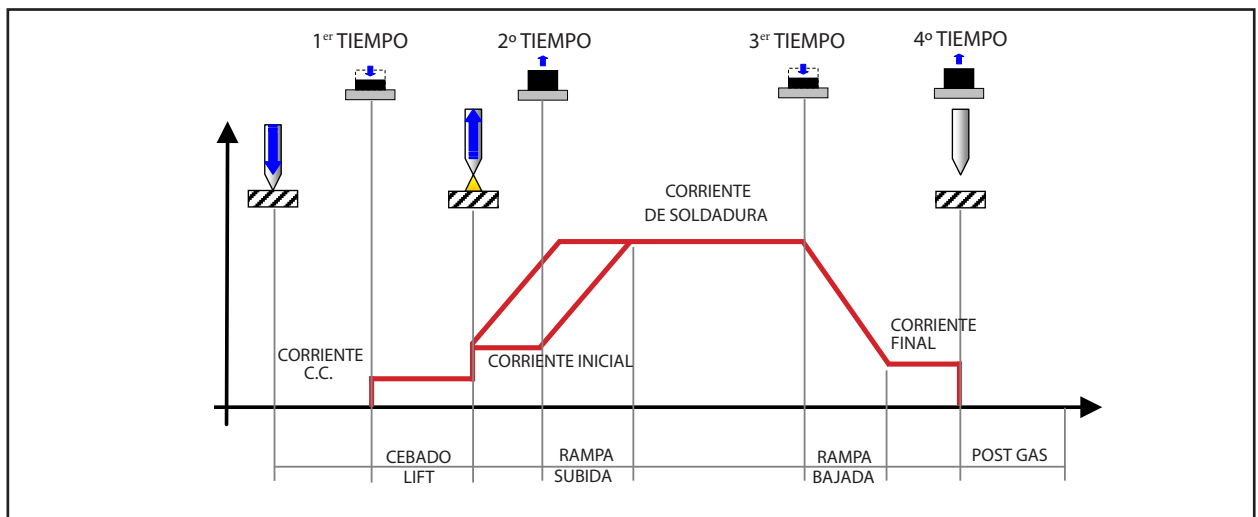 1er TIEMPO
2º TIEMPO
3er TIEMPO
4º TIEMPO
CORRIENTE
DE SOLDADURA
CORRIENTE
C.C.
CORRIENTE INICIAL
CORRIENTE
FINAL
CEBADO
LIFT
RAMPA
SUBIDA
RAMPA
BAJADA
POST GAS